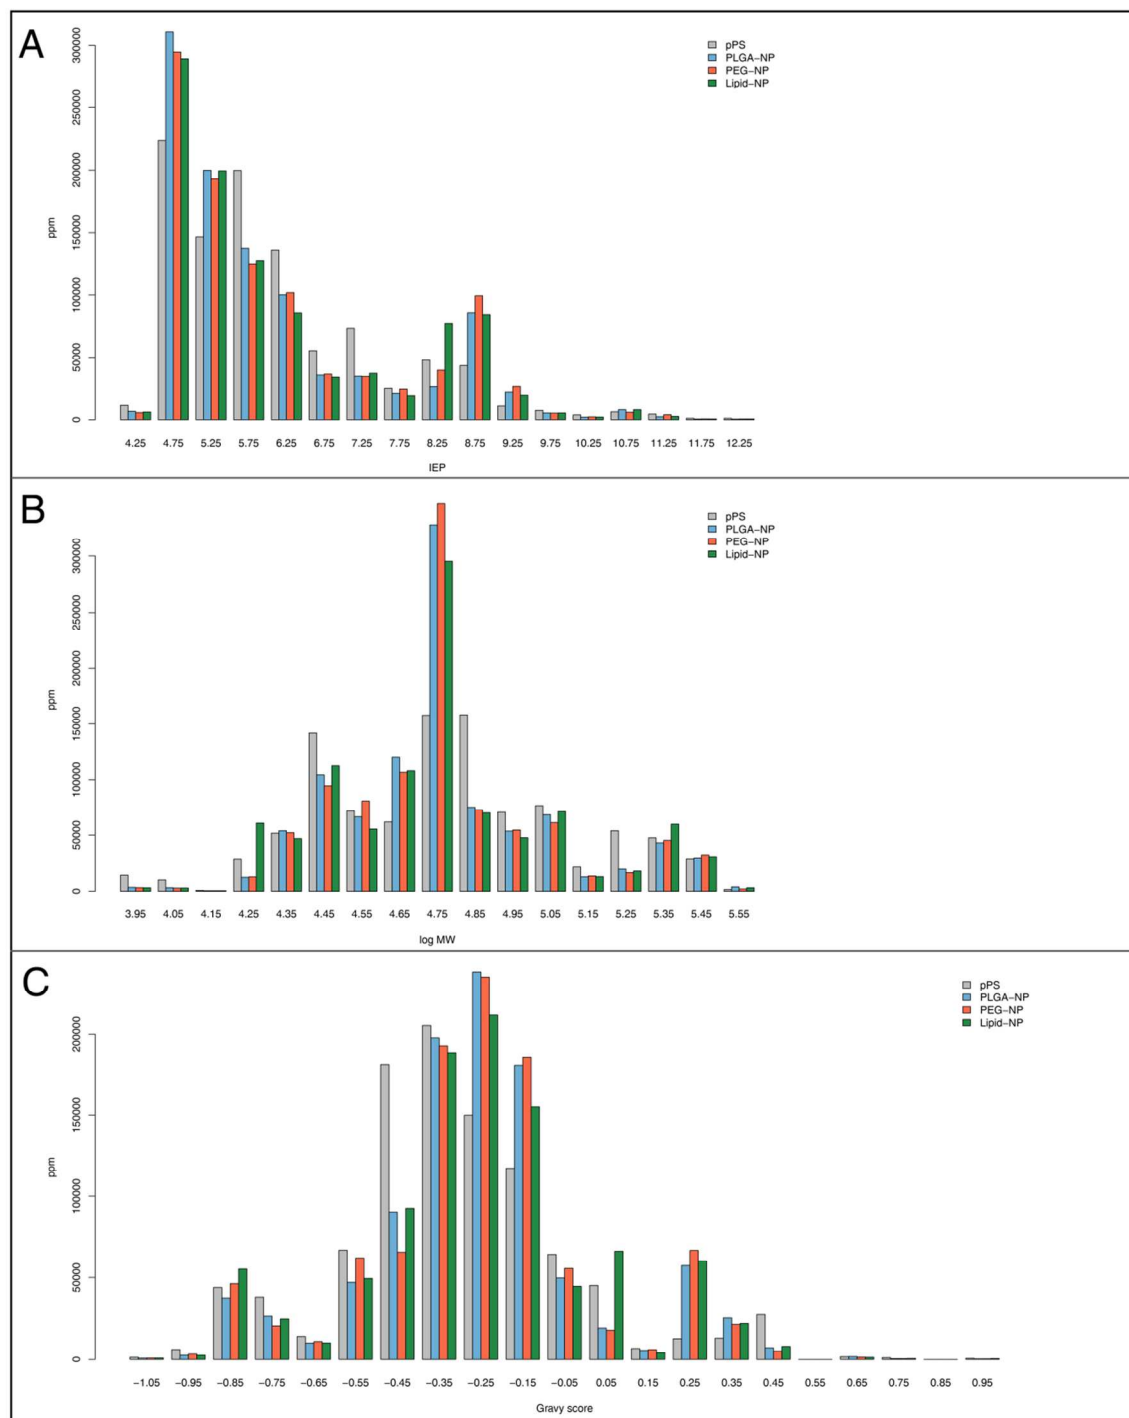 A
pPS
PLGA−NP
PEG−NP
Lipid−NP
ppm
0
50000
100000
150000
200000
250000
300000
4.25 4.75 5.25 5.75 6.25 6.75 7.25 7.75 8.25 8.75 9.25 9.75 10.25 10.75 11.25 11.75 12.25
IEP
B
pPS
PLGA−NP
PEG−NP
Lipid−NP
ppm
0
50000
100000
150000
200000
250000
300000
3.95 4.05 4.15 4.25 4.35 4.45 4.55 4.65 4.75 4.85 4.95 5.05 5.15 5.25 5.35 5.45 5.55
log MW
C
pPS
PLGA−NP
PEG−NP
Lipid−NP
ppm
0
50000
100000
150000
200000
−1.05 −0.95 −0.85 −0.75 −0.65 −0.55 −0.45 −0.35 −0.25 −0.15 −0.05 0.05 0.15 0.25 0.35 0.45 0.55 0.65 0.75 0.85 0.95
Gravy score